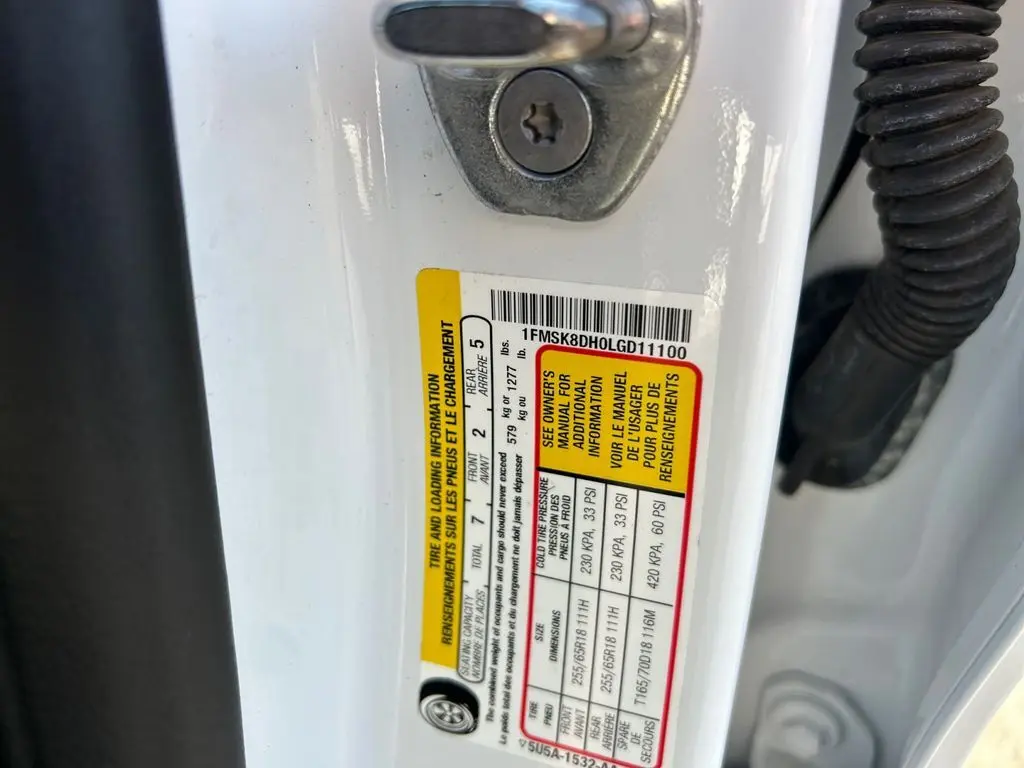 1FMSK8DH0LGD11100
TIRE AND LOADING INFORMATION
RENSEIGNEMENTS SUR LES PNEUS ET LE CHARGEMENT
SEATING CAPACITY TOTAL 7 FRONT 2 REAR 5
NOMBRE DE PLACES AVANT ARRIÈRE
The combined weight of occupants and cargo should never exceed 579 kg or 1277 lbs.
Le poids total des occupants et du chargement ne doit jamais dépasser kg ou lb.
TIRE SIZE COLD TIRE PRESSURE
PNEU DIMENSIONS PRESSION DES
PNEUS À FROID
FRONT 255/65R18 111H 230 KPA, 33 PSI
AVANT
REAR 255/65R18 111H 230 KPA, 33 PSI
ARRIÈRE
SPARE T165/70D18 116M 420 KPA, 60 PSI
DE
SECOURS
SEE OWNER'S
MANUAL FOR
ADDITIONAL
INFORMATION
VOIR LE MANUEL
DE L'USAGER
POUR PLUS DE
RENSEIGNEMENTS
5U5A-1532-AA